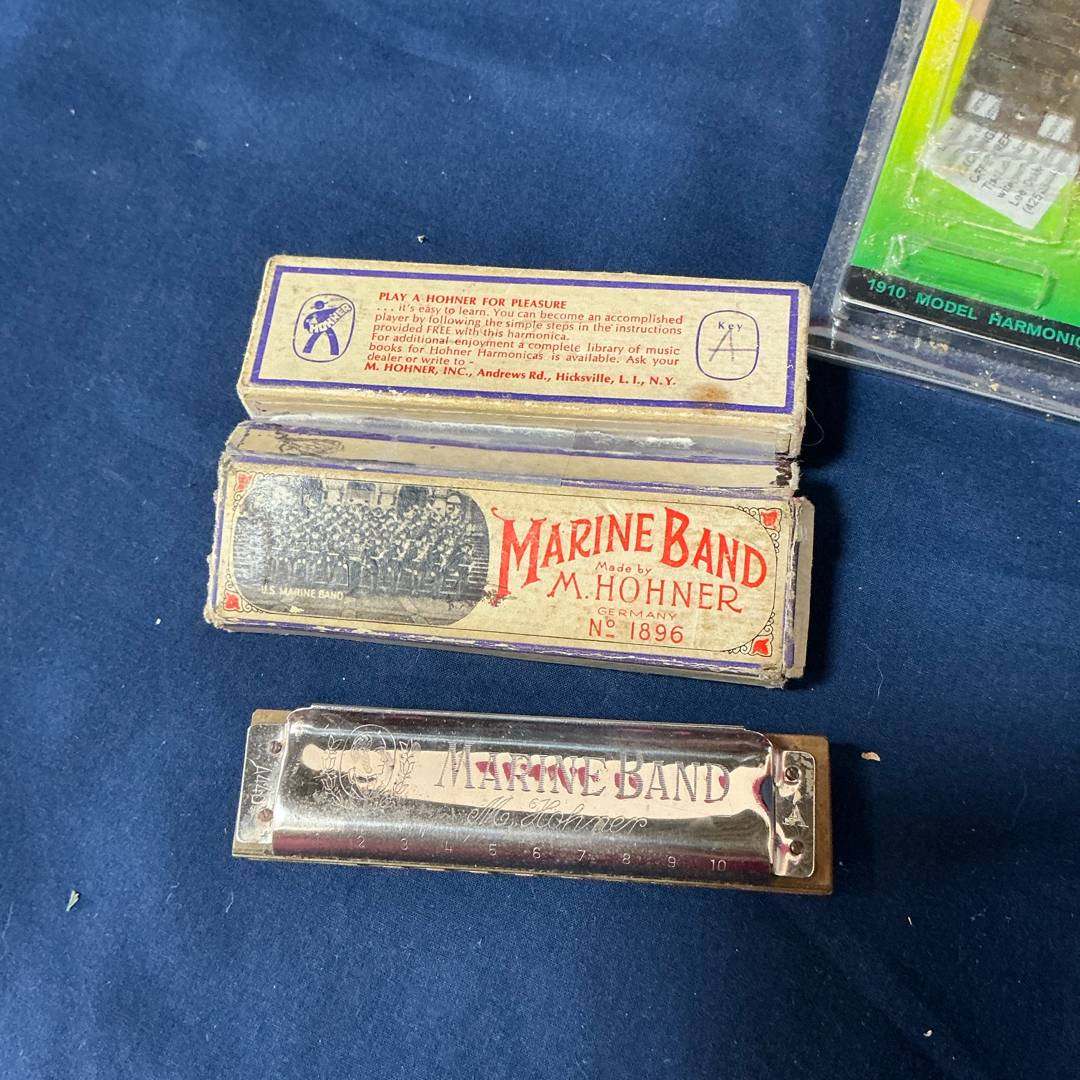 PLAY A HOHNER FOR PLEASURE
. . . it's easy to learn. You can become an accomplished
player by following the simple steps in the instructions
provided FREE with this harmonica.
For additional enjoyment a complete library of music
books for Hohner Harmonicas is available. Ask your
dealer or write to -
M. HOHNER, INC., Andrews Rd., Hicksville, L. I., N.Y.
HOHNER
Key
A
U.S. MARINE BAND
MARINE BAND
Made by
M. HOHNER
GERMANY
No 1896
MARINE BAND
M. Hohner
2 3 4 5 6 7 8 9 10
A
1910 MODEL HARMONIC